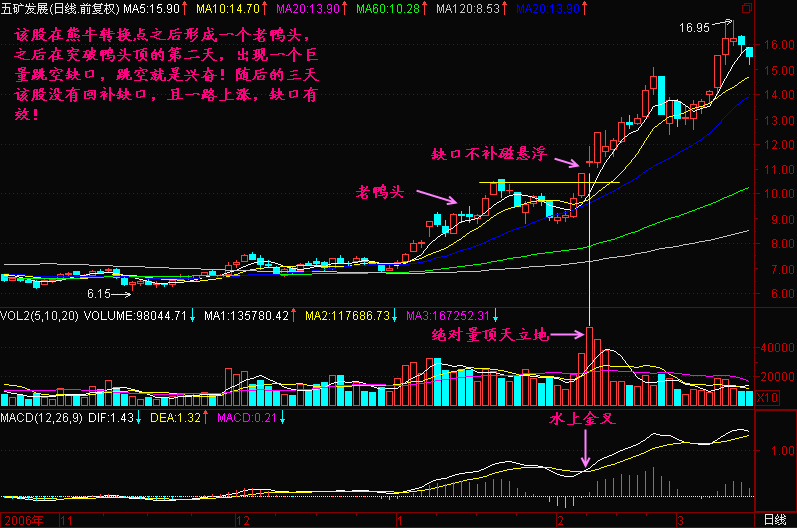 五矿发展(日线.前复权) MA5:15.90↑ MA10:14.70↑ MA20:13.90↑ MA60:10.28↑ MA120:8.53↑ MA20:13.90↑
该股在熊牛转换点之后形成一个老鸭头,
之后在突破鸭头顶的第二天,出现一个巨
量跳空缺口,跳空就是兴奋!随后的三天
该股没有回补缺口,且一路上涨,缺口有
效!
16.95
16.00
15.00
14.00
13.00
12.00
11.00
10.00
9.00
8.00
7.00
6.00
缺口不补磁悬浮
老鸭头
6.15
VOL2(5,10,20) VOLUME:98044.71↓ MA1:135780.42↑ MA2:117686.73↓ MA3:167252.31↓
绝对量顶天立地
40000
20000
X10
MACD(12,26,9) DIF:1.43↓ DEA:1.32↑ MACD:0.21↓
水上金叉
1.00
2006年 11 12 1 2 3 日线